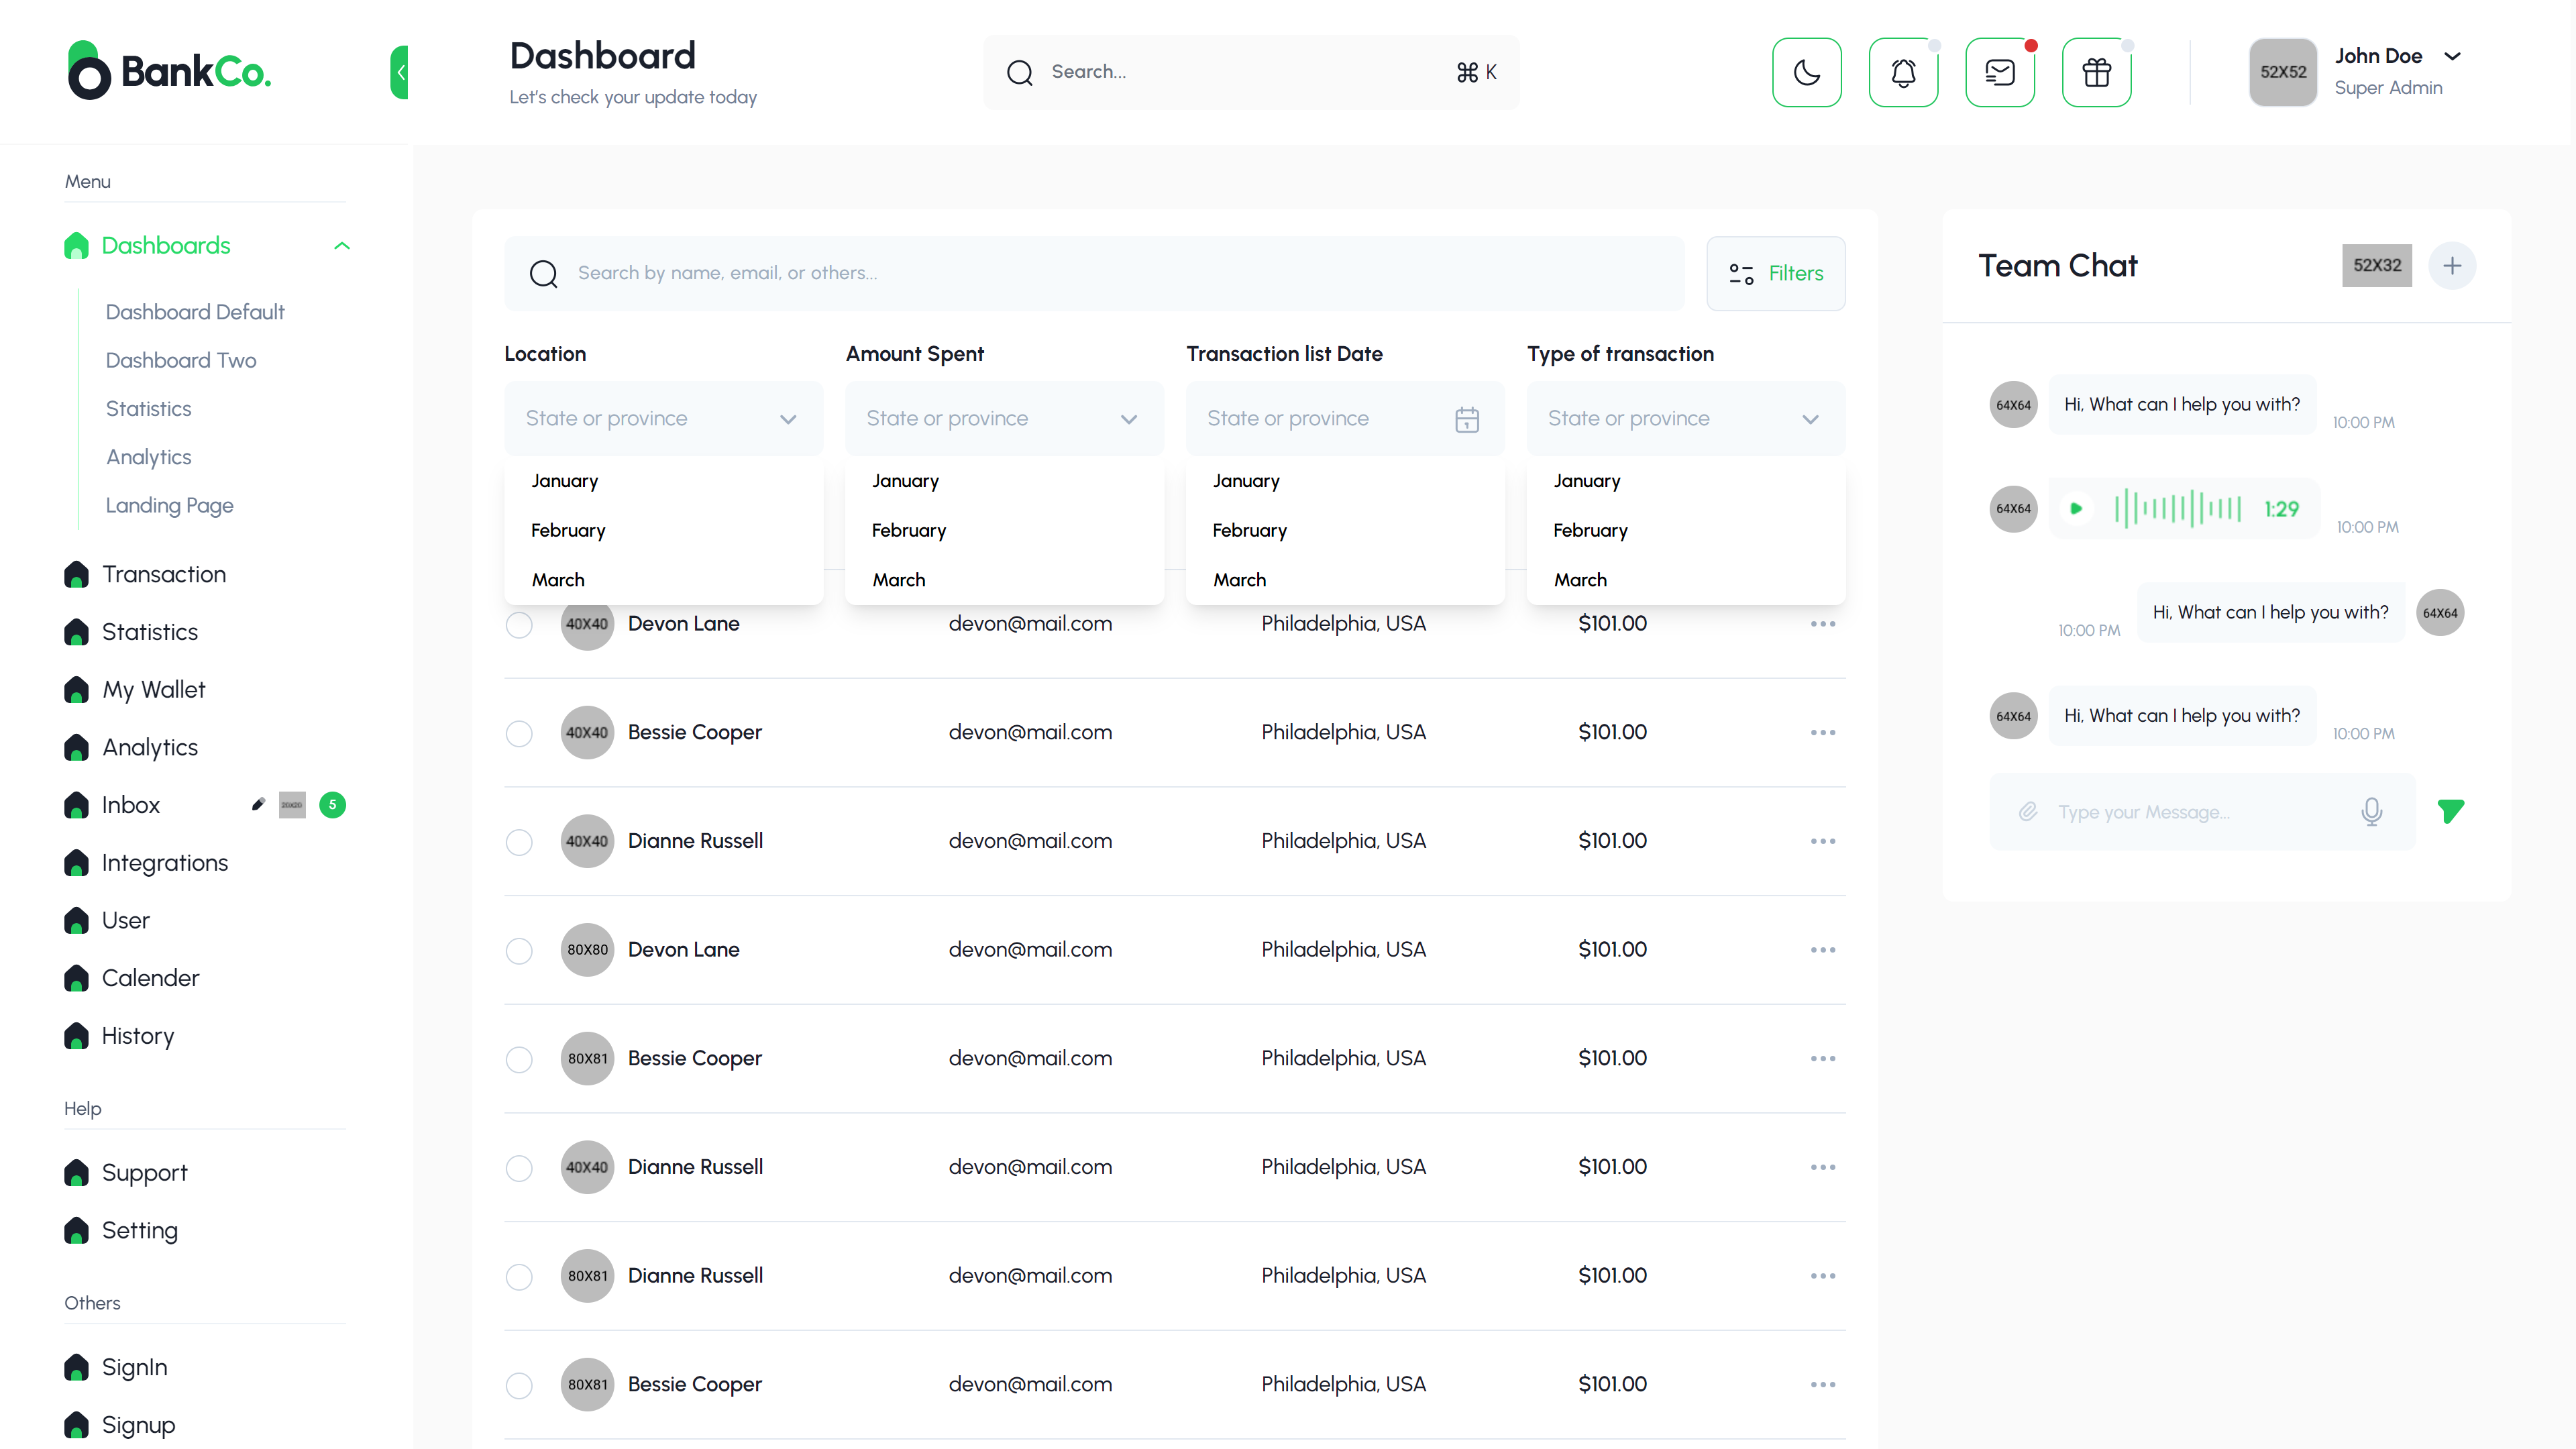 BankCo.
Dashboard
Let's check your update today
Search...
⌘ K
52X52
John Doe
Super Admin
Menu
Dashboards
Dashboard Default
Dashboard Two
Statistics
Analytics
Landing Page
Transaction
Statistics
My Wallet
Analytics
Inbox
5
Integrations
User
Calender
History
Help
Support
Setting
Others
SignIn
Signup
Search by name, email, or others...
Filters
Location Amount Spent Transaction list Date Type of transaction
State or province State or province State or province State or province
January January January January
February February February February
March March March March
40X40 Devon Lane devon@mail.com Philadelphia, USA $101.00
40X40 Bessie Cooper devon@mail.com Philadelphia, USA $101.00
40X40 Dianne Russell devon@mail.com Philadelphia, USA $101.00
80X80 Devon Lane devon@mail.com Philadelphia, USA $101.00
80X81 Bessie Cooper devon@mail.com Philadelphia, USA $101.00
40X40 Dianne Russell devon@mail.com Philadelphia, USA $101.00
80X81 Dianne Russell devon@mail.com Philadelphia, USA $101.00
80X81 Bessie Cooper devon@mail.com Philadelphia, USA $101.00
Team Chat
52X32
64X64 Hi, What can I help you with? 10:00 PM
64X64 1:29 10:00 PM
10:00 PM Hi, What can I help you with? 64X64
64X64 Hi, What can I help you with? 10:00 PM
Type your Message...